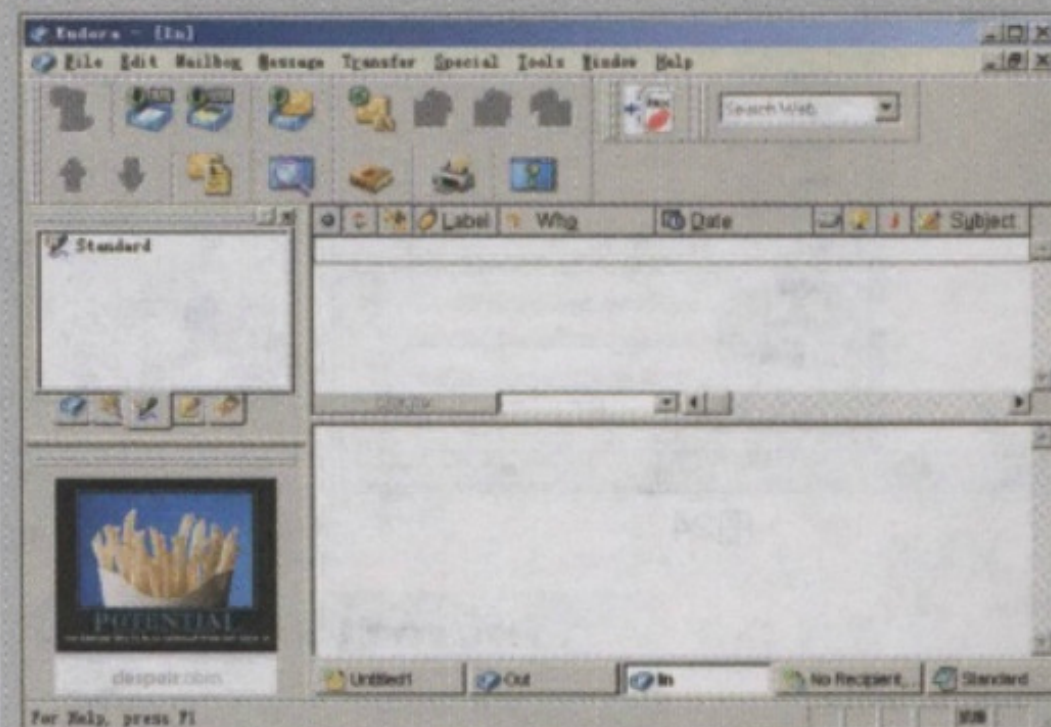 Eudora - [In]
File Edit Mailbox Message Transfer Special Tools Window Help
Search Web
Label Who Date Subject
Standard
POTENTIAL
despair.com
Untitled1 Out In No Recipient, Standard
For Help, press F1